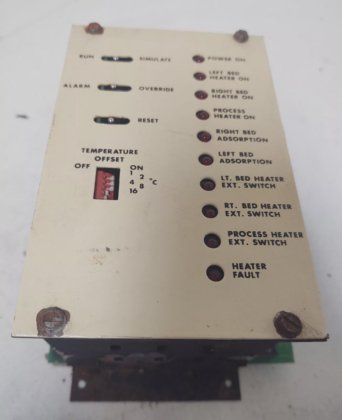 RUN SIMULATE
ALARM OVERRIDE
RESET
TEMPERATURE
OFFSET
OFF ON
1
2 °C
4 8
16
POWER ON
LEFT BED
HEATER ON
RIGHT BED
HEATER ON
PROCESS
HEATER ON
RIGHT BED
ADSORPTION
LEFT BED
ADSORPTION
LT. BED HEATER
EXT. SWITCH
RT. BED HEATER
EXT. SWITCH
PROCESS HEATER
EXT. SWITCH
HEATER
FAULT